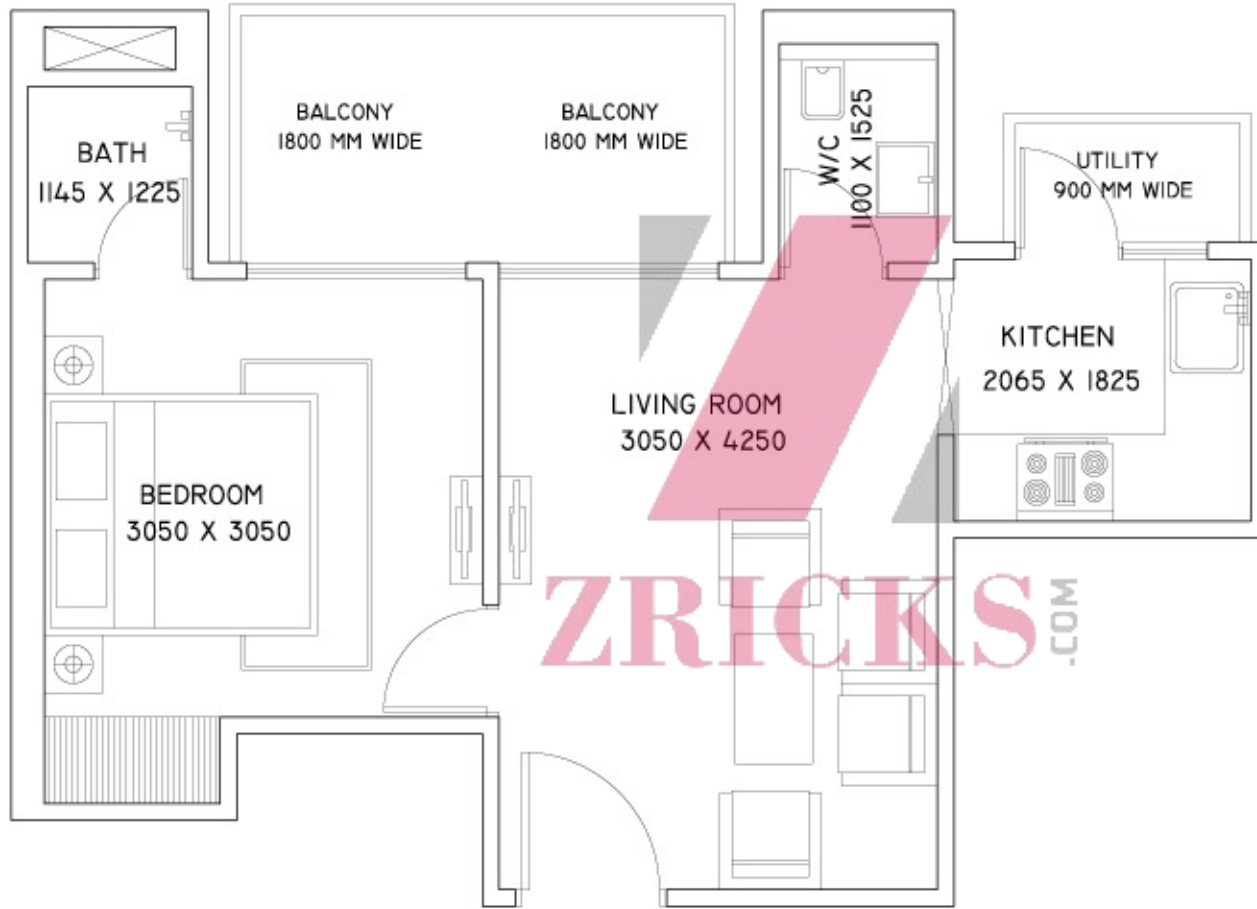 BALCONY
1800 MM WIDE
BALCONY
1800 MM WIDE
BATH
1145 X 1225
W/C
1100 X 1525
UTILITY
900 MM WIDE
KITCHEN
2065 X 1825
LIVING ROOM
3050 X 4250
BEDROOM
3050 X 3050
ZRICKS
.COM